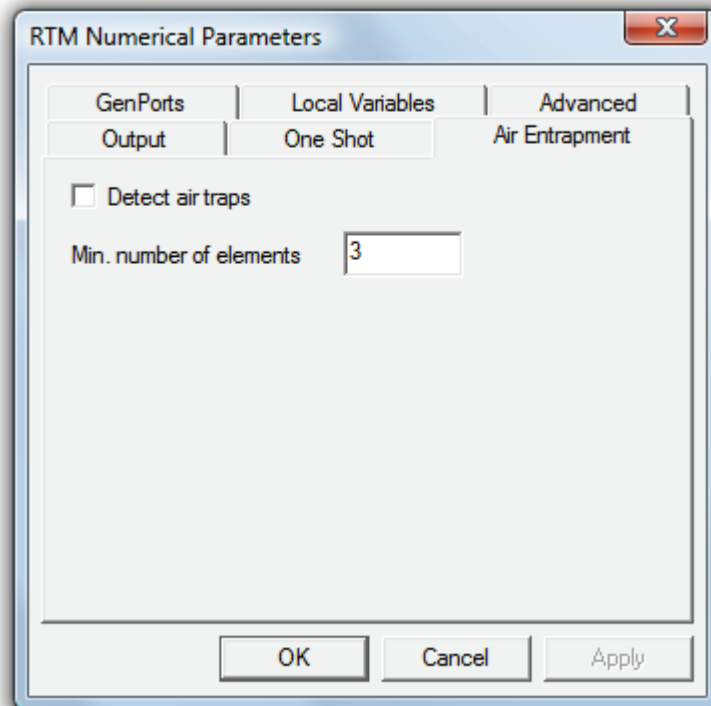 RTM Numerical Parameters
GenPorts Local Variables Advanced
Output One Shot Air Entrapment
Detect air traps
Min. number of elements 3
OK Cancel Apply